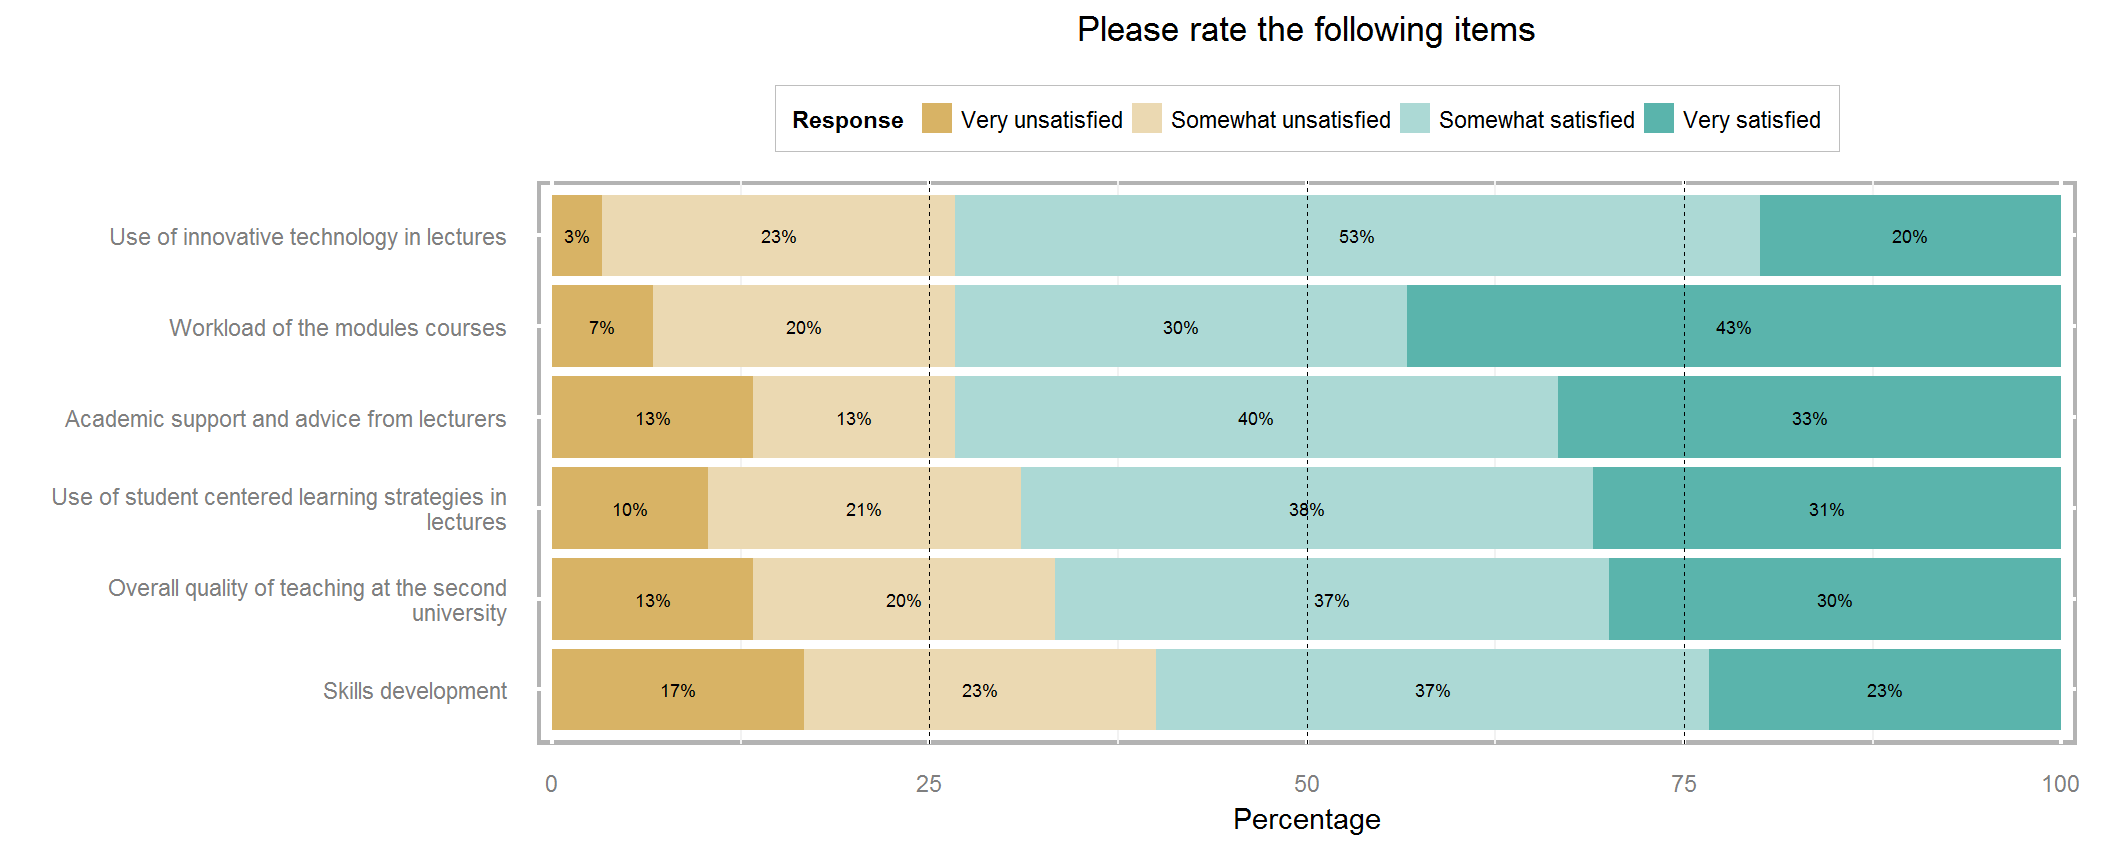 Please rate the following items
Response Very unsatisfied Somewhat unsatisfied Somewhat satisfied Very satisfied
Use of innovative technology in lectures 3% 23% 53% 20%
Workload of the modules courses 7% 20% 30% 43%
Academic support and advice from lecturers 13% 13% 40% 33%
Use of student centered learning strategies in
lectures
10% 21% 38% 31%
Overall quality of teaching at the second
university
13% 20% 37% 30%
Skills development 17% 23% 37% 23%
0 25 50 75 100
Percentage